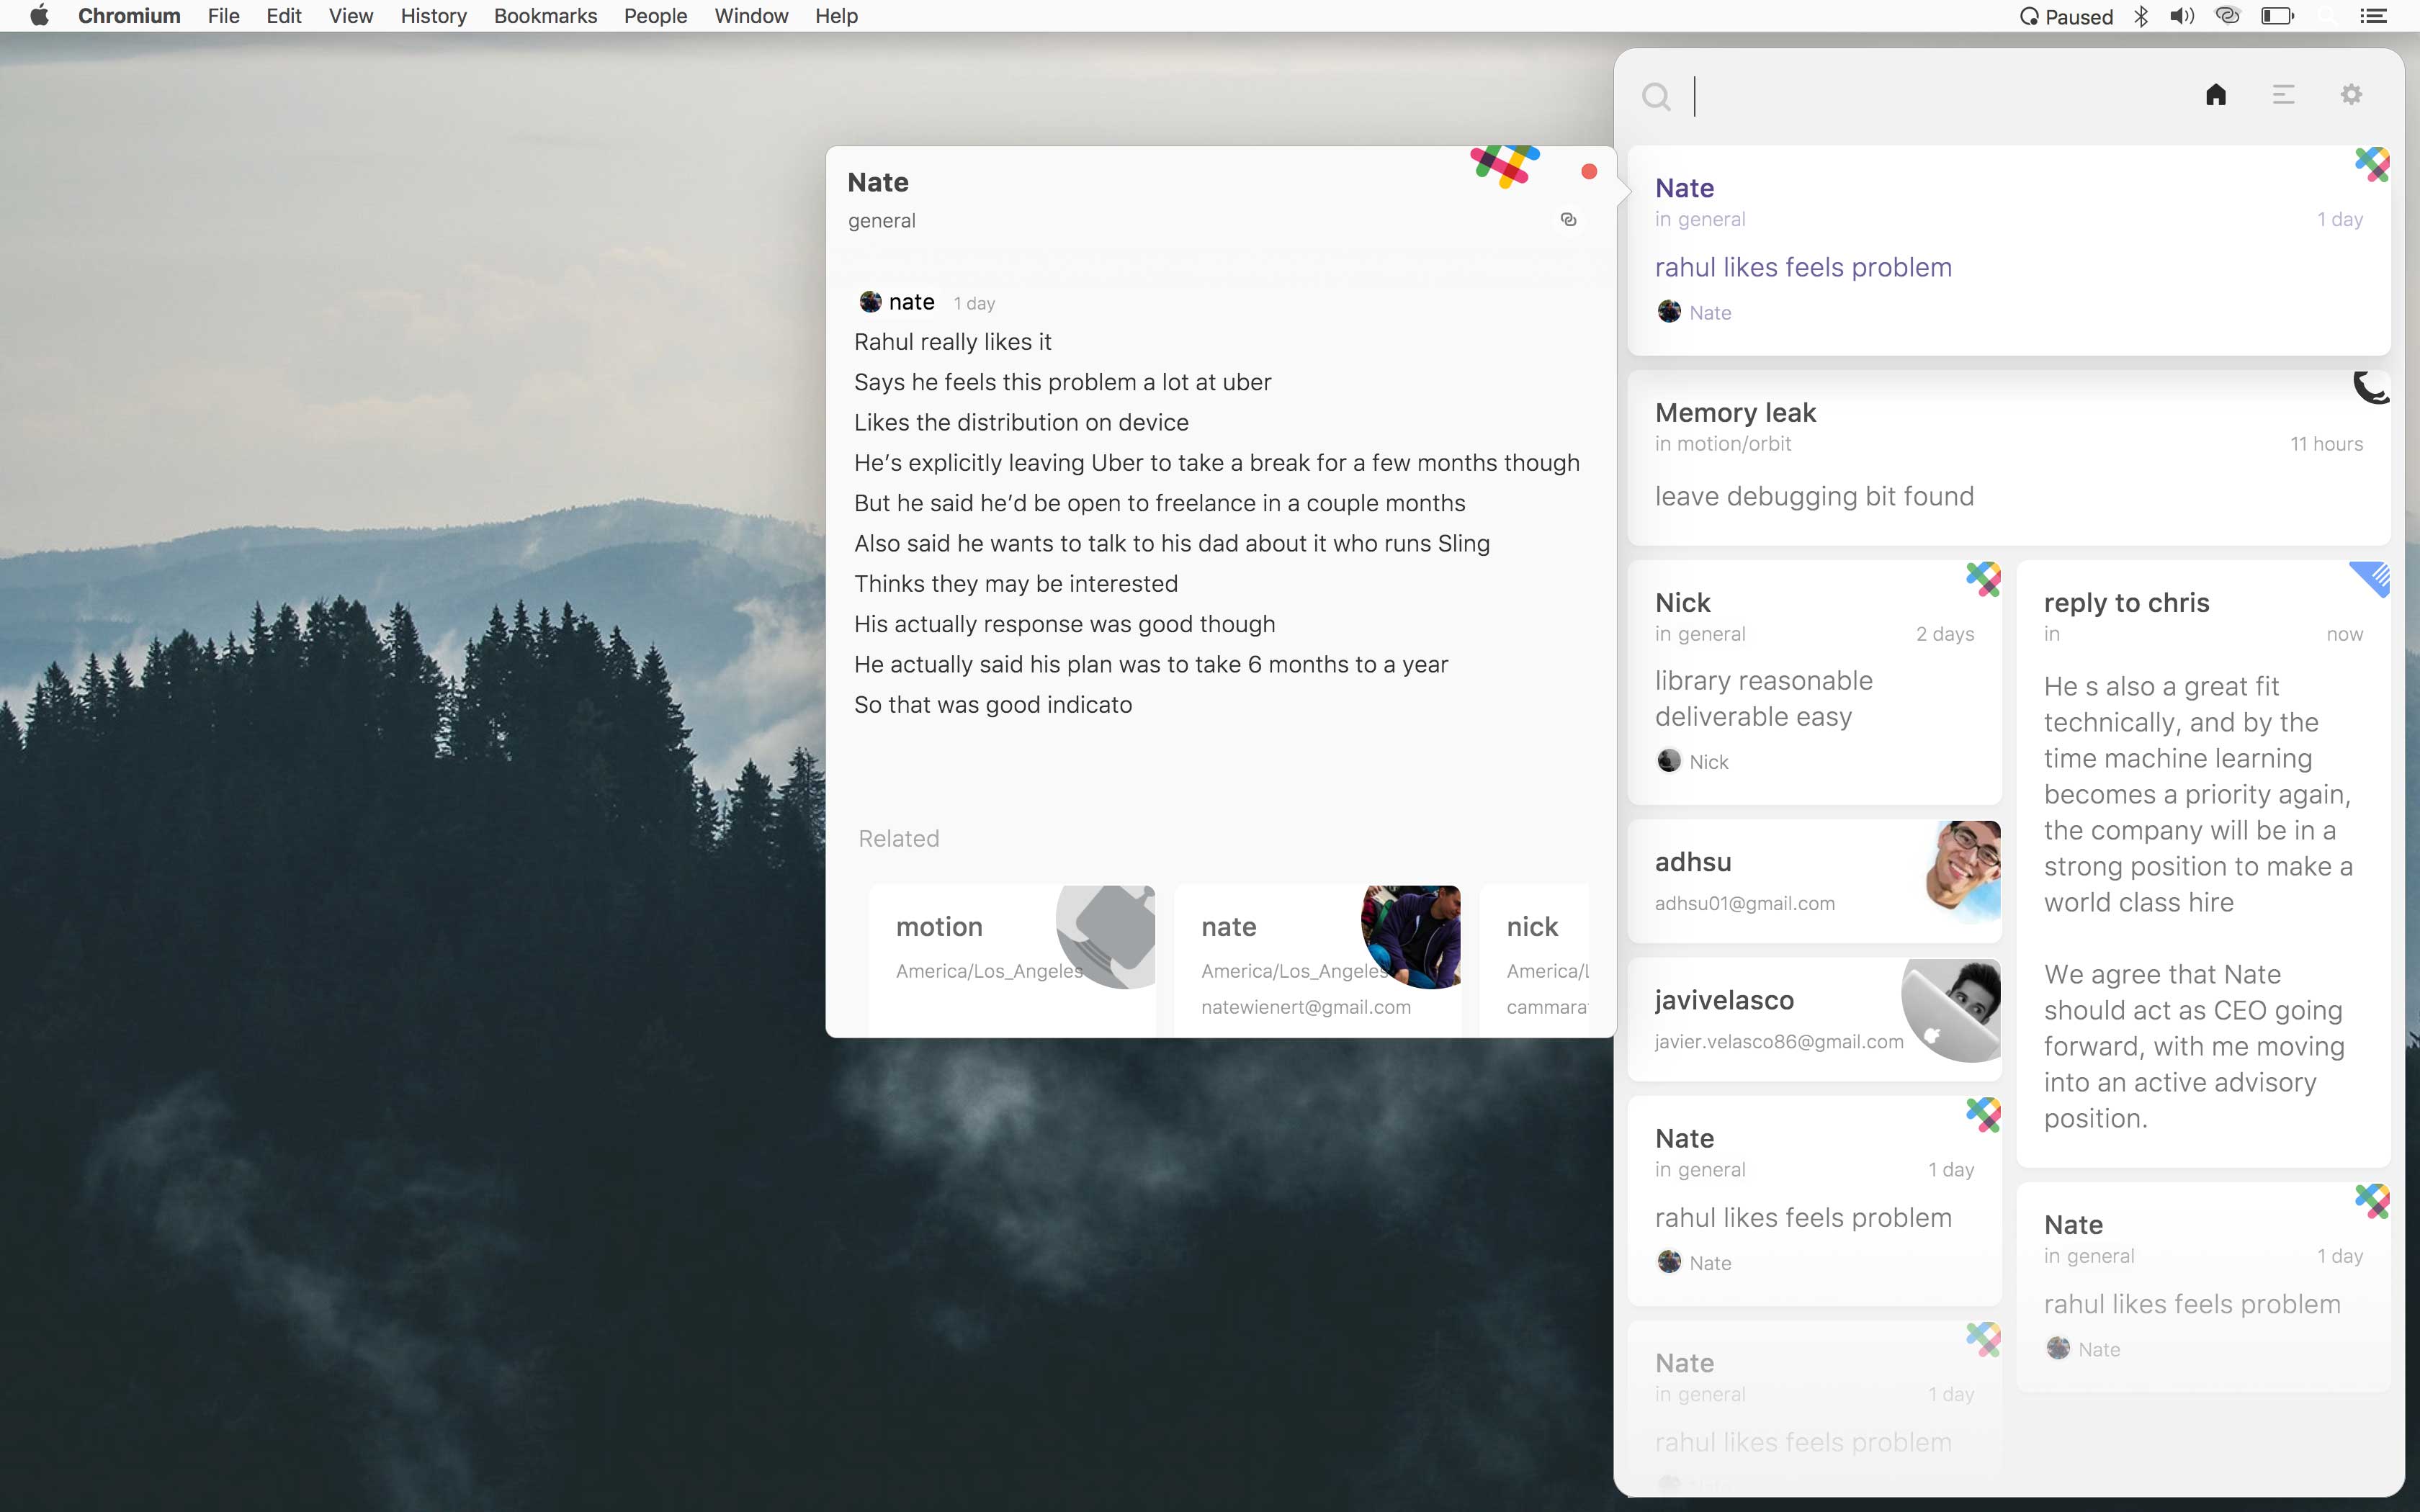 Chromium File Edit View History Bookmarks People Window Help Paused
Nate
general
nate 1 day
Rahul really likes it
Says he feels this problem a lot at uber
Likes the distribution on device
He's explicitly leaving Uber to take a break for a few months though
But he said he'd be open to freelance in a couple months
Also said he wants to talk to his dad about it who runs Sling
Thinks they may be interested
His actually response was good though
He actually said his plan was to take 6 months to a year
So that was good indicato
Related
motion
America/Los_Angeles
nate
America/Los_Angeles
natewienert@gmail.com
nick
America/L
cammara
Nate
in general 1 day
rahul likes feels problem
Nate
Memory leak
in motion/orbit 11 hours
leave debugging bit found
Nick
in general 2 days
library reasonable
deliverable easy
Nick
adhsu
adhsu01@gmail.com
javivelasco
javier.velasco86@gmail.com
Nate
in general 1 day
rahul likes feels problem
Nate
Nate
in general 1 day
rahul likes feels problem
reply to chris
in now
He s also a great fit
technically, and by the
time machine learning
becomes a priority again,
the company will be in a
strong position to make a
world class hire
We agree that Nate
should act as CEO going
forward, with me moving
into an active advisory
position.
Nate
in general 1 day
rahul likes feels problem
Nate